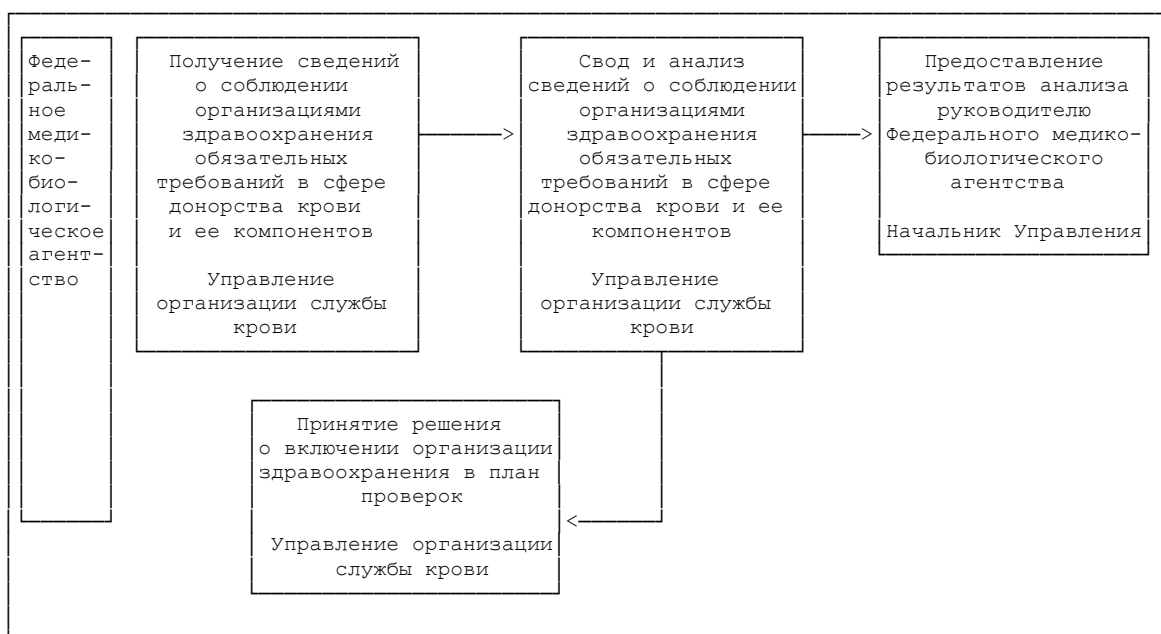 Феде-
раль-
ное
меди-
ко-
био-
логи-
ческое
агент-
ство
Получение сведений
о соблюдении
организациями
здравоохранения
обязательных
требований в сфере
донорства крови
и ее компонентов
Управление
организации службы
крови
Свод и анализ
сведений о соблюдении
организациями
здравоохранения
обязательных
требований в сфере
донорства крови и ее
компонентов
Управление
организации службы
крови
Предоставление
результатов анализа
руководителю
Федерального медико-
биологического
агентства
Начальник Управления
Принятие решения
о включении организации
здравоохранения в план
проверок
Управление организации
службы крови